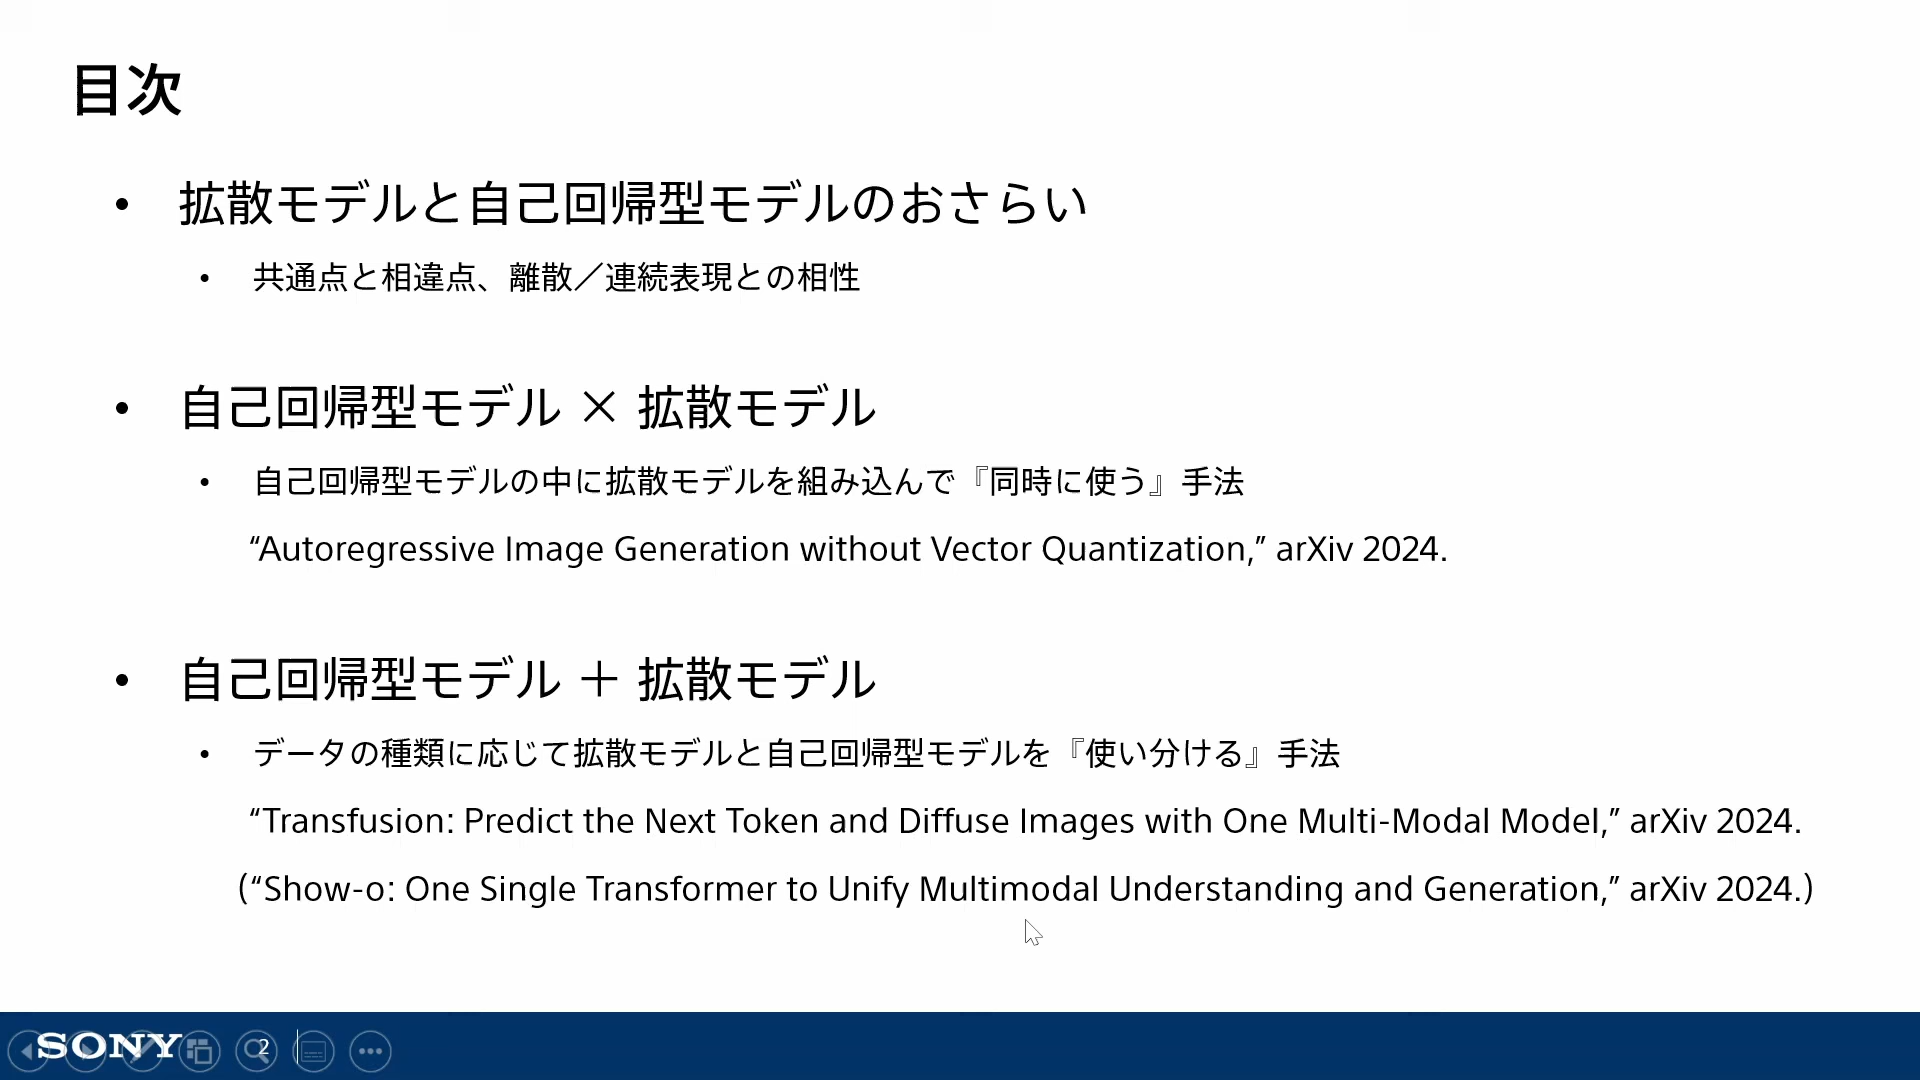 目次
• 拡散モデルと自己回帰型モデルのおさらい
• 共通点と相違点、離散／連続表現との相性
• 自己回帰型モデル × 拡散モデル
• 自己回帰型モデルの中に拡散モデルを組み込んで『同時に使う』手法
“Autoregressive Image Generation without Vector Quantization,” arXiv 2024.
• 自己回帰型モデル ＋ 拡散モデル
• データの種類に応じて拡散モデルと自己回帰型モデルを『使い分ける』手法
“Transfusion: Predict the Next Token and Diffuse Images with One Multi-Modal Model,” arXiv 2024.
(“Show-o: One Single Transformer to Unify Multimodal Understanding and Generation,” arXiv 2024.)
SONY 2